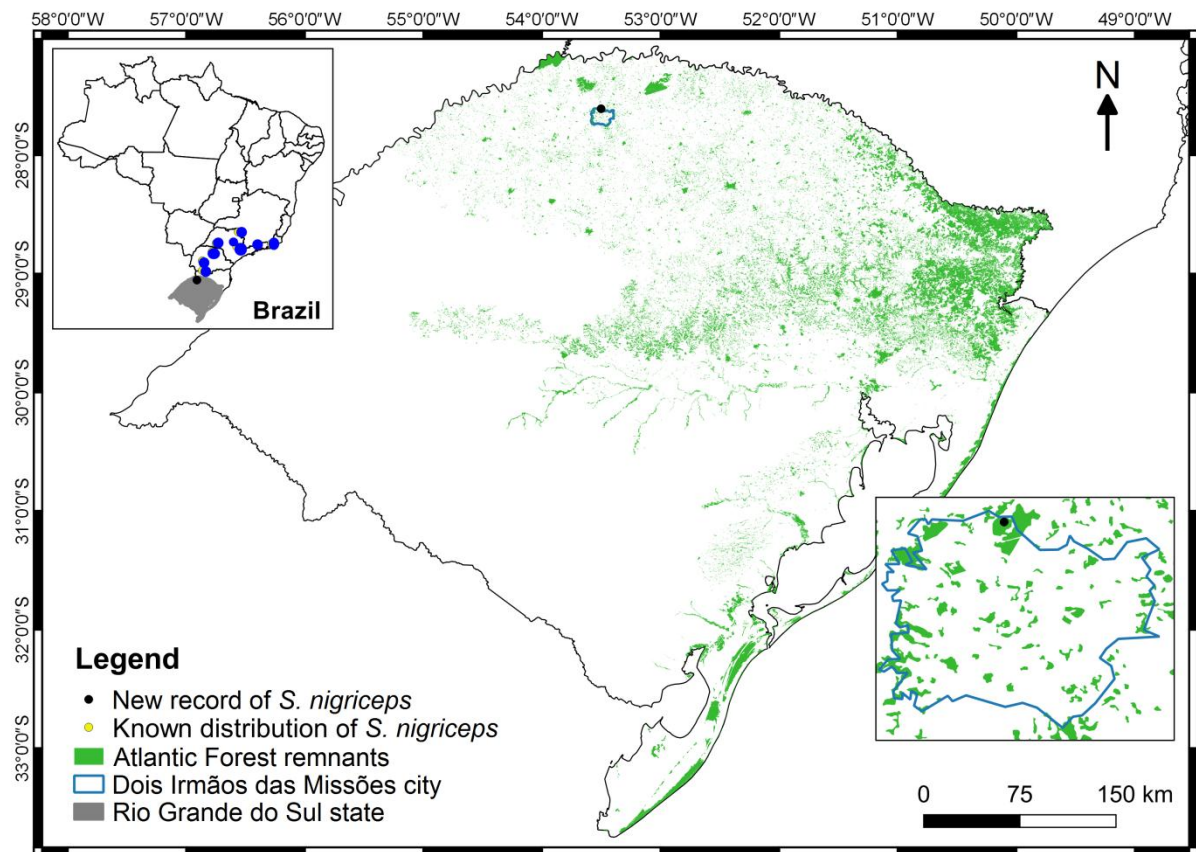 58°0'0"W 57°0'0"W 56°0'0"W 55°0'0"W 54°0'0"W 53°0'0"W 52°0'0"W 51°0'0"W 50°0'0"W 49°0'0"W
N
28°0'0"S
29°0'0"S
30°0'0"S
31°0'0"S
32°0'0"S
33°0'0"S
Brazil
Legend
New record of S. nigriceps
Known distribution of S. nigriceps
Atlantic Forest remnants
Dois Irmãos das Missões city
Rio Grande do Sul state
0 75 150 km